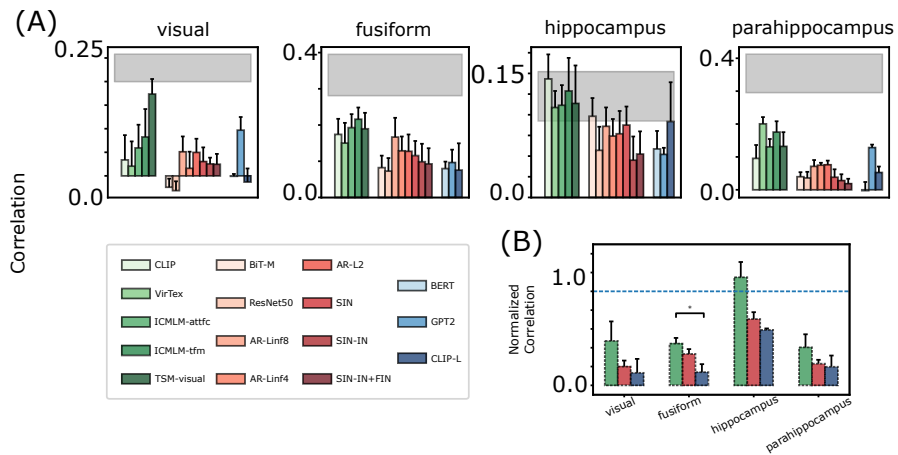 (A)
visual
fusiform
hippocampus
parahippocampus
0.25
0.0
0.4
0.0
0.15
0.0
0.4
0.0
Correlation
CLIP
VirTex
ICMLM-attfc
ICMLM-tfm
TSM-visual
BiT-M
ResNet50
AR-Linf8
AR-Linf4
AR-L2
SIN
SIN-IN
SIN-IN+FIN
BERT
GPT2
CLIP-L
(B)
Normalized
Correlation
1.0
0.0
*
visual
fusiform
hippocampus
parahippocampus